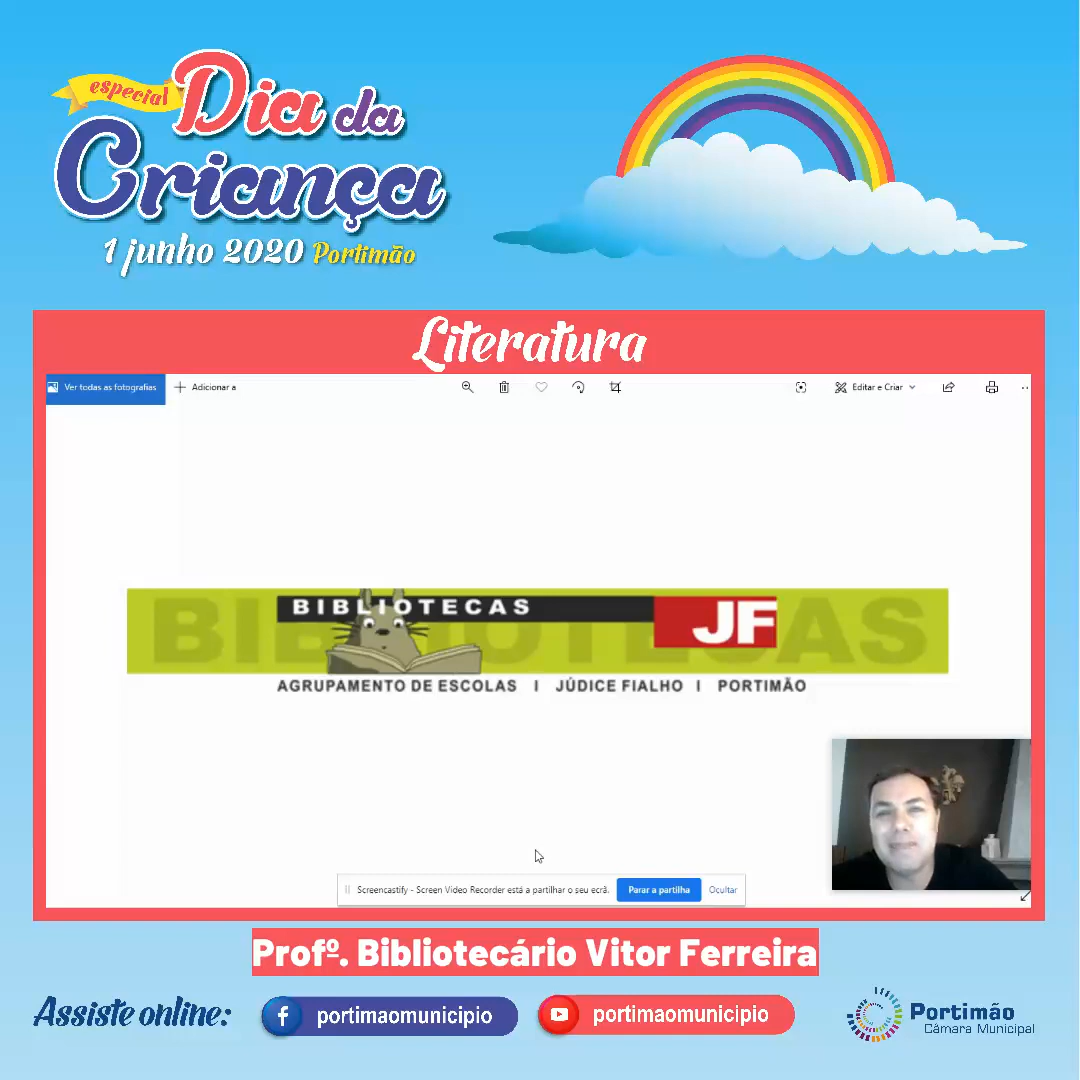 especial
Dia da
Criança
1 junho 2020 Portimão
Literatura
Ver todas as fotografias
Adicionar a
Editar e Criar
BIBLIOTECAS
BIBLIOTECAS
JF
AGRUPAMENTO DE ESCOLAS I JÚDICE FIALHO I PORTIMÃO
Screencastify - Screen Video Recorder está a partilhar o seu ecrã.
Parar a partilha
Ocultar
Profº. Bibliotecário Vitor Ferreira
Assiste online:
portimaomunicipio
portimaomunicipio
Portimão
Câmara Municipal